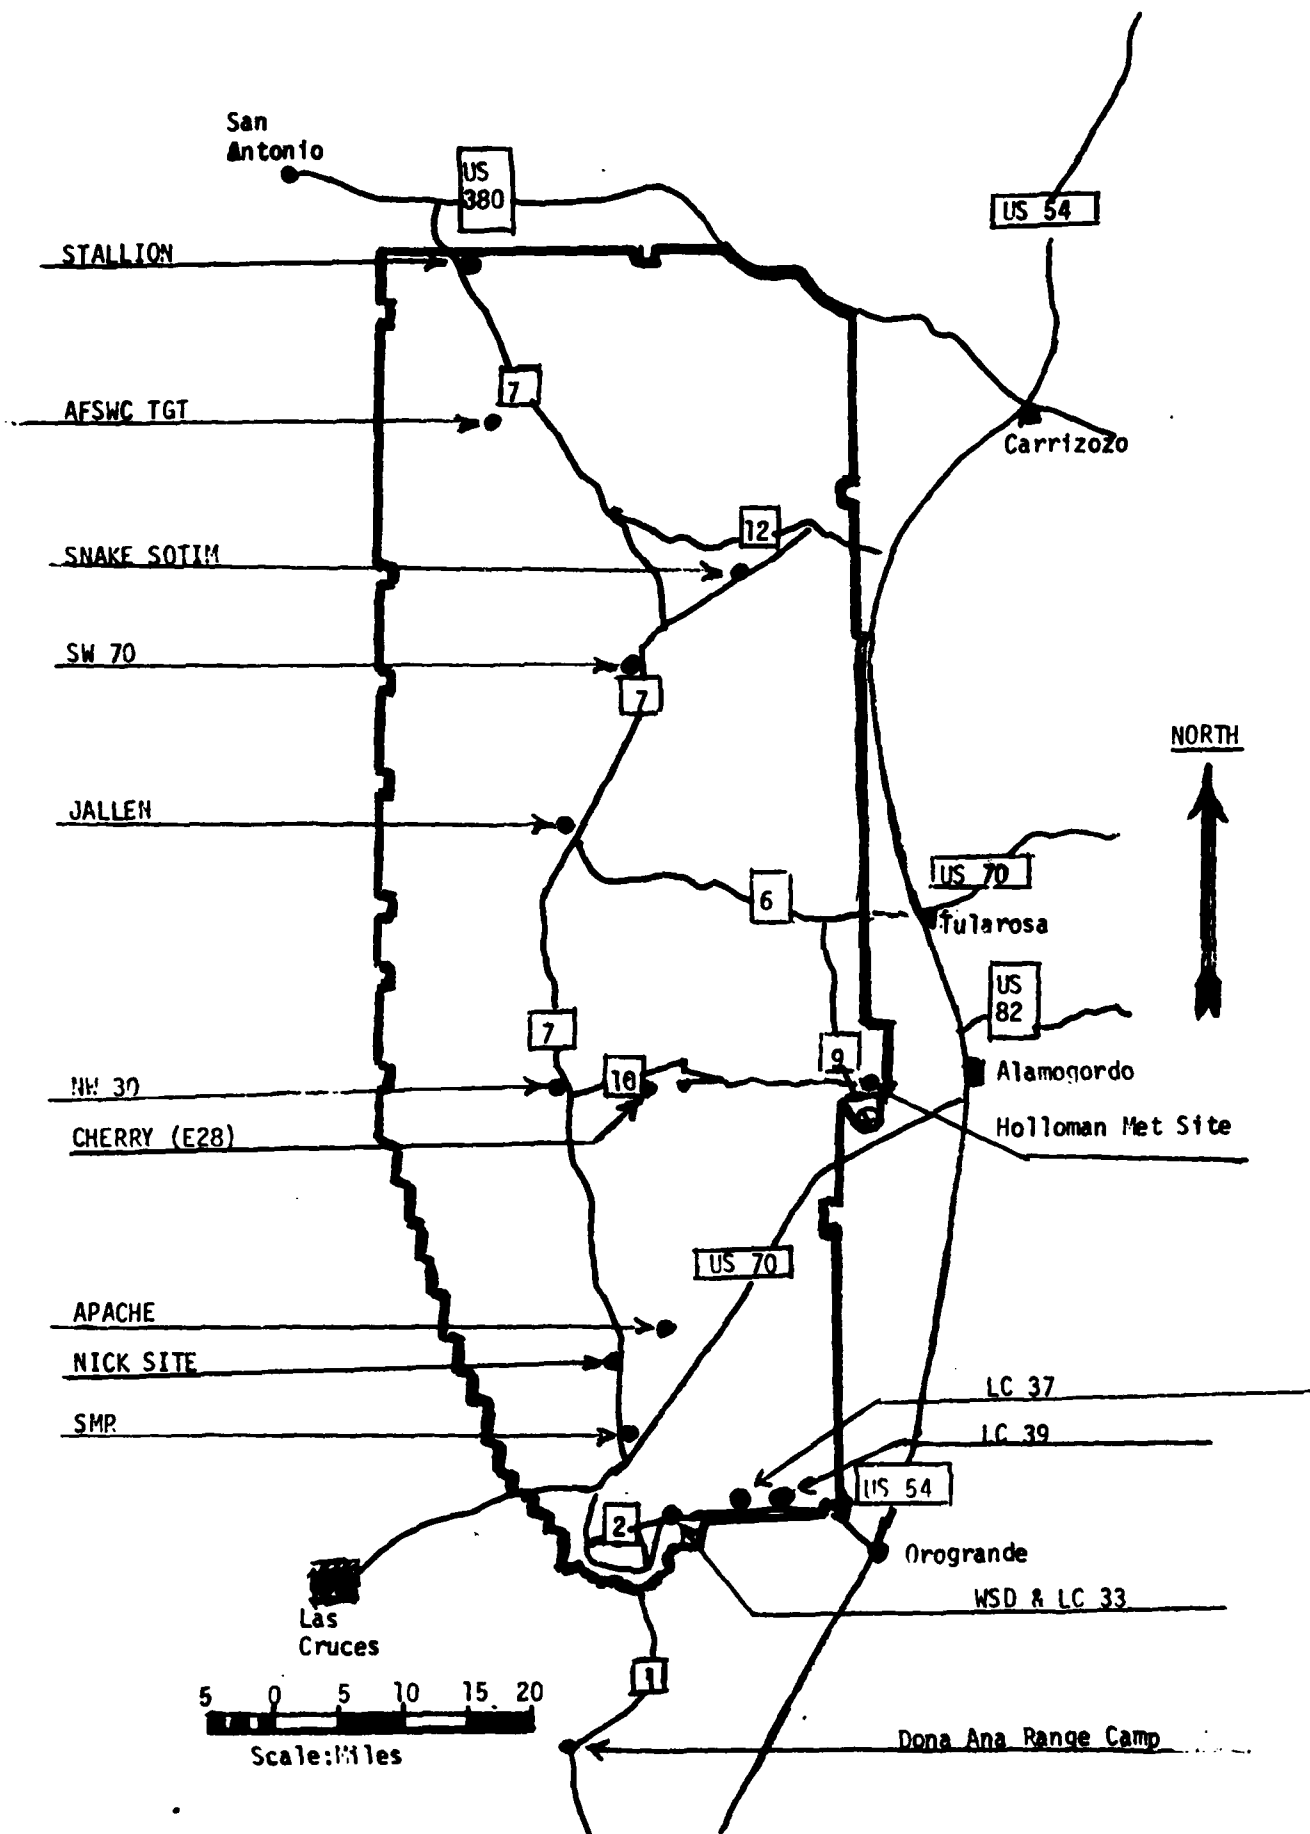 San
Antonio
US
380
US 54
STALLION
7
AFSWC TGT
Carrizozo
12
SNAKE SOTIM
SW 70
7
NORTH
JALLEN
US 70
6
Tularosa
US
82
7
9
NW 30
10
Alamogordo
CHERRY (E28)
Holloman Met Site
US 70
APACHE
NICK SITE
LC 37
SMR
LC 39
US 54
2
Orogrande
WSD & LC 33
Las
Cruces
1
5 0 5 10 15 20
Scale:Miles
Dona Ana Range Camp